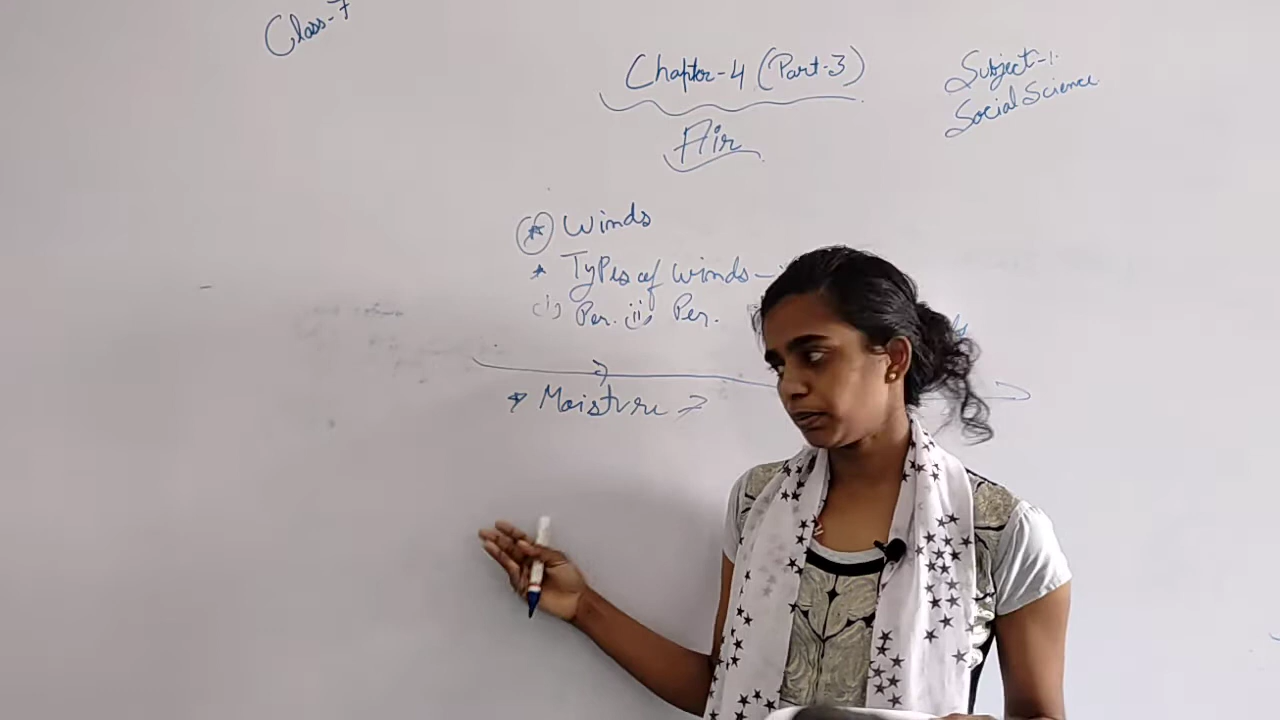 Class-7
Chapter-4 (Part-3)
Subject-:
Social Science
Air
* Winds
* Types of winds-
(i) Per. (ii) Per.
* Moisture →